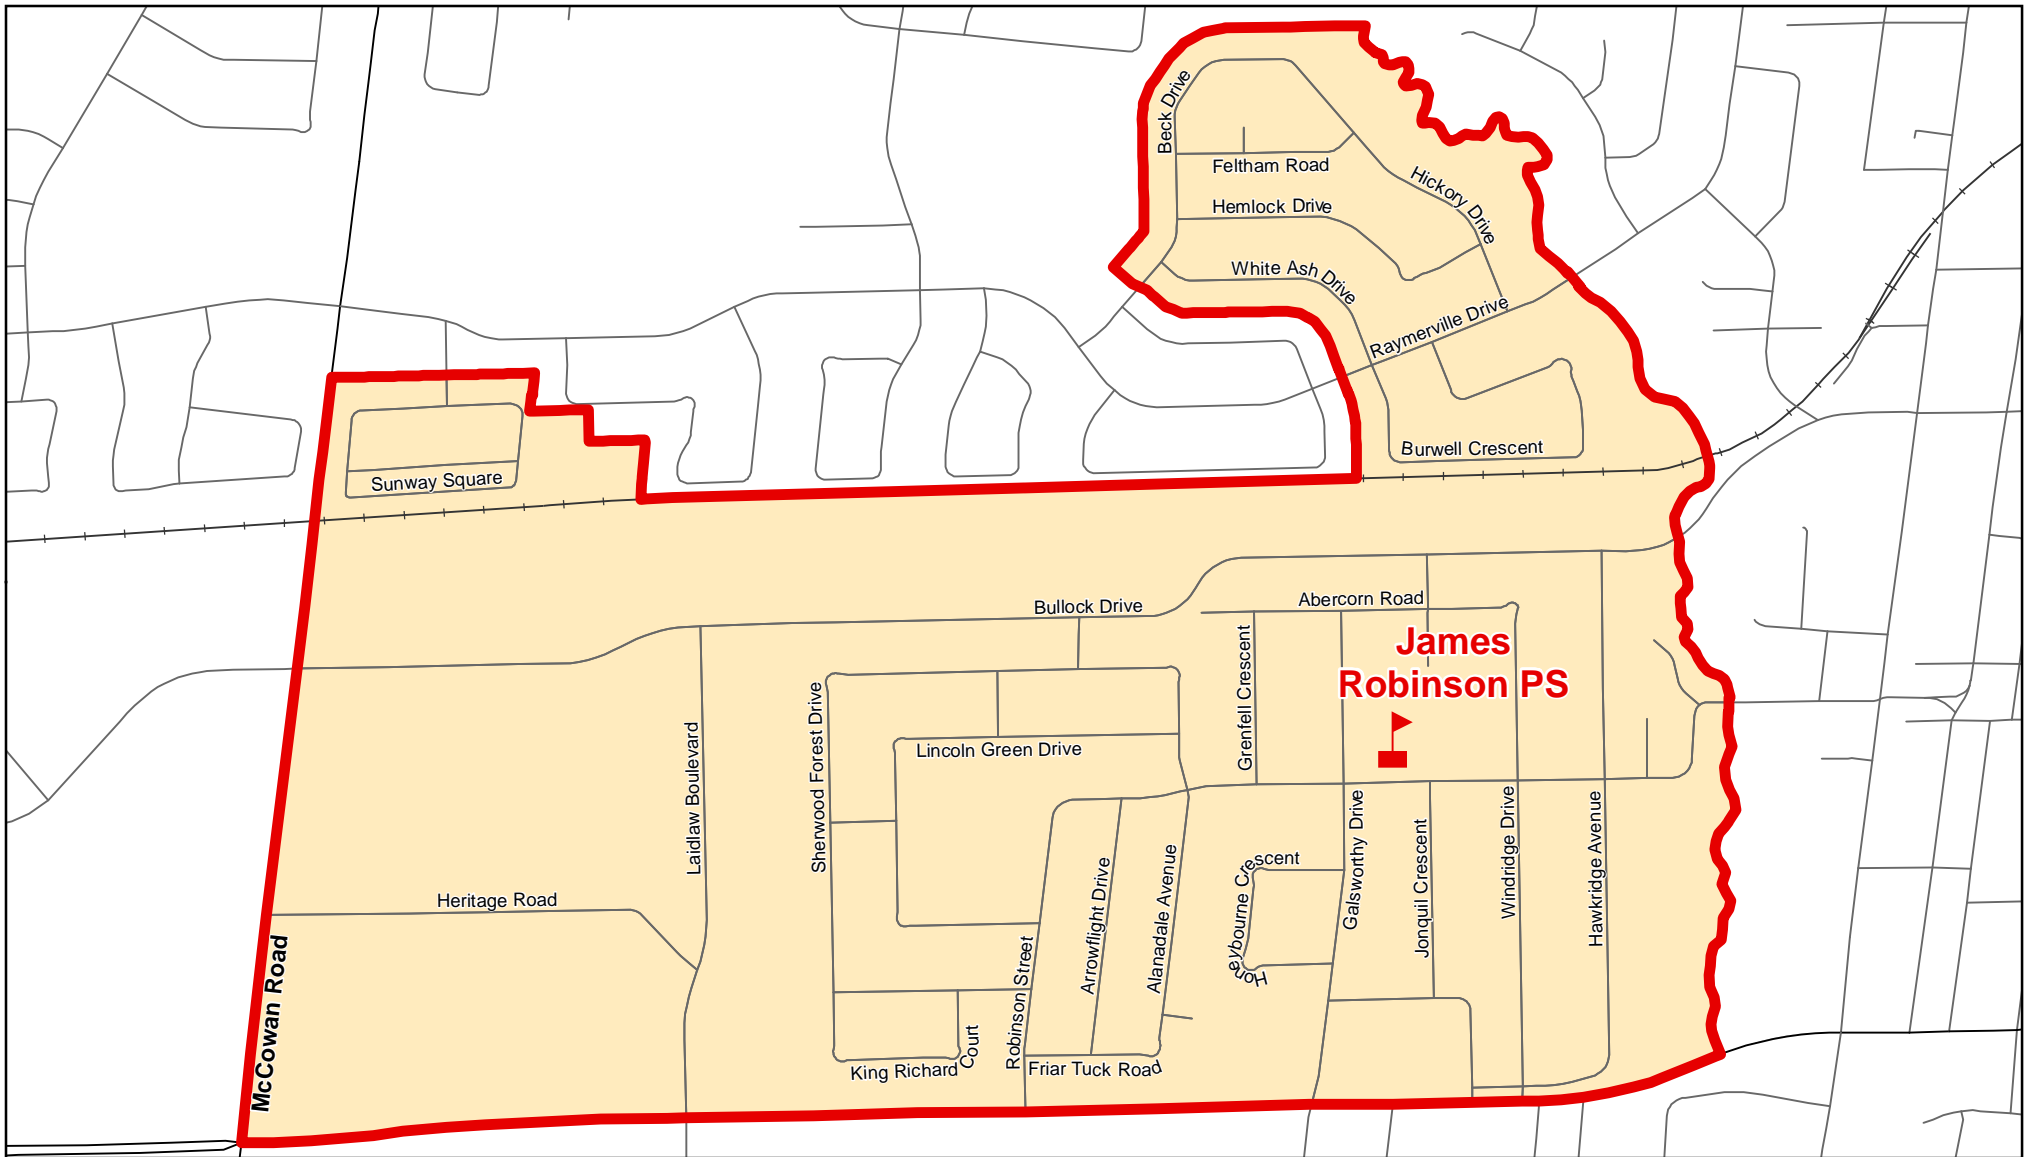 Beck Drive
Feltham Road
Hickory Drive
Hemlock Drive
White Ash Drive
Raymerville Drive
Burwell Crescent
Sunway Square
Bullock Drive
Abercorn Road
James
Robinson PS
Grenfell Crescent
Sherwood Forest Drive
Laidlaw Boulevard
Lincoln Green Drive
Galsworthy Drive
Windridge Drive
Hawkridge Avenue
Jonquil Crescent
Honeybourne Crescent
Alanadale Avenue
Arrowflight Drive
Heritage Road
Robinson Street
McCowan Road
King Richard Court
Friar Tuck Road